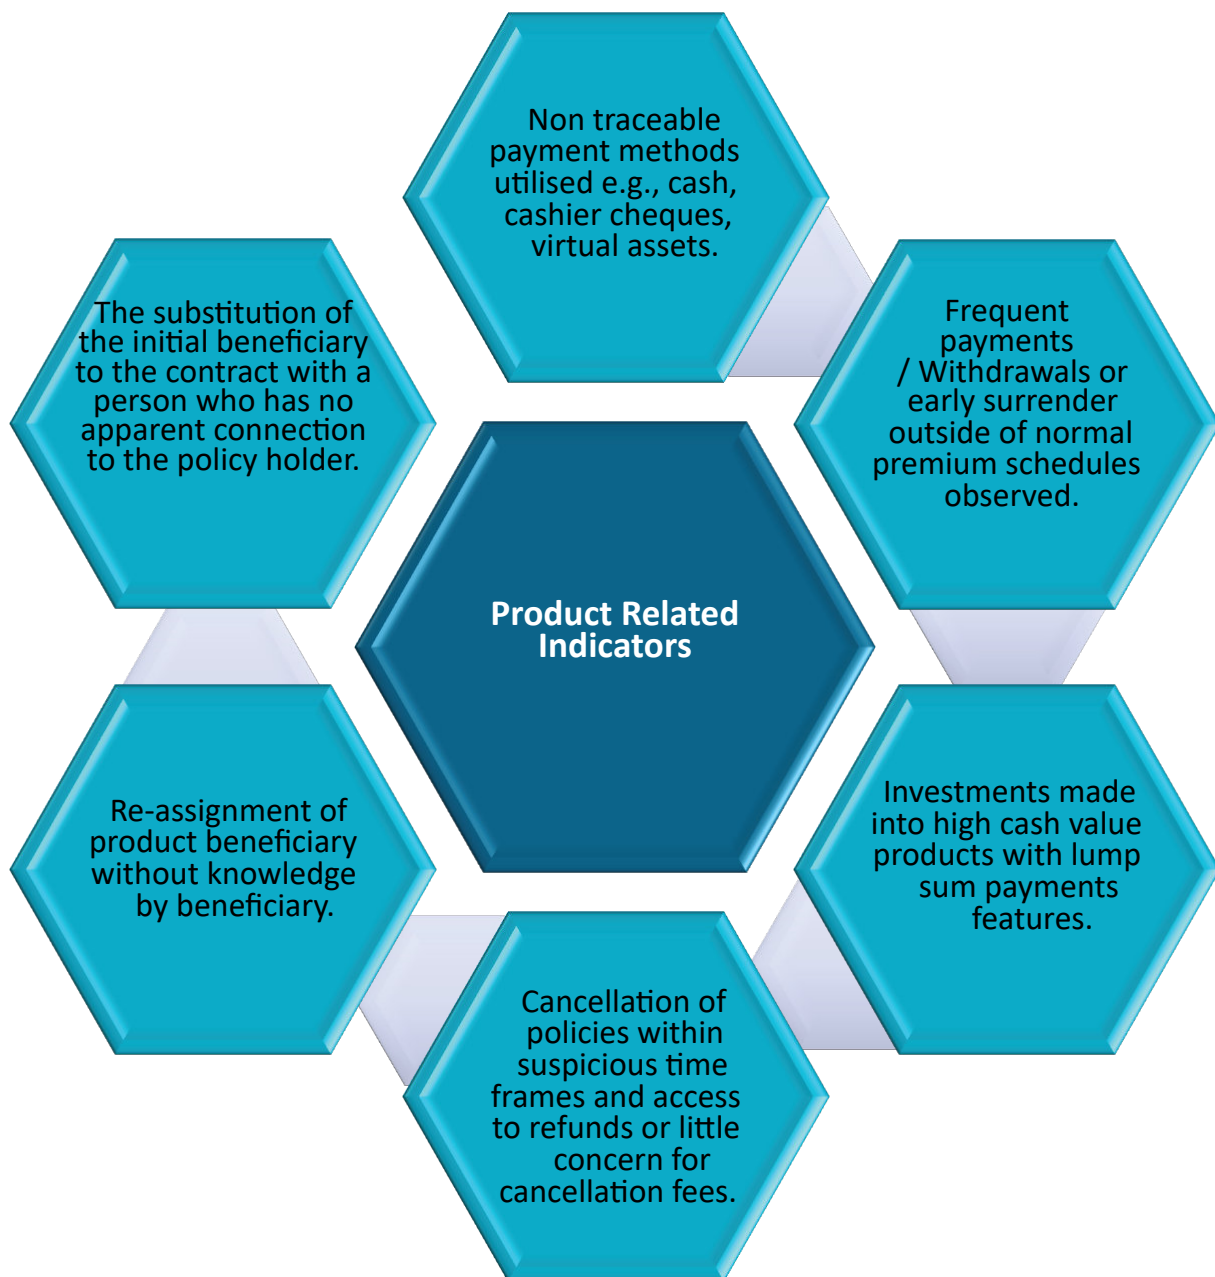 Non traceable
payment methods
utilised e.g., cash,
cashier cheques,
virtual assets.
Frequent
payments
/ Withdrawals or
early surrender
outside of normal
premium schedules
observed.
Investments made
into high cash value
products with lump
sum payments
features.
Cancellation of
policies within
suspicious time
frames and access
to refunds or little
concern for
cancellation fees.
Re-assignment of
product beneficiary
without knowledge
by beneficiary.
The substitution of
the initial beneficiary
to the contract with a
person who has no
apparent connection
to the policy holder.
Product Related
Indicators